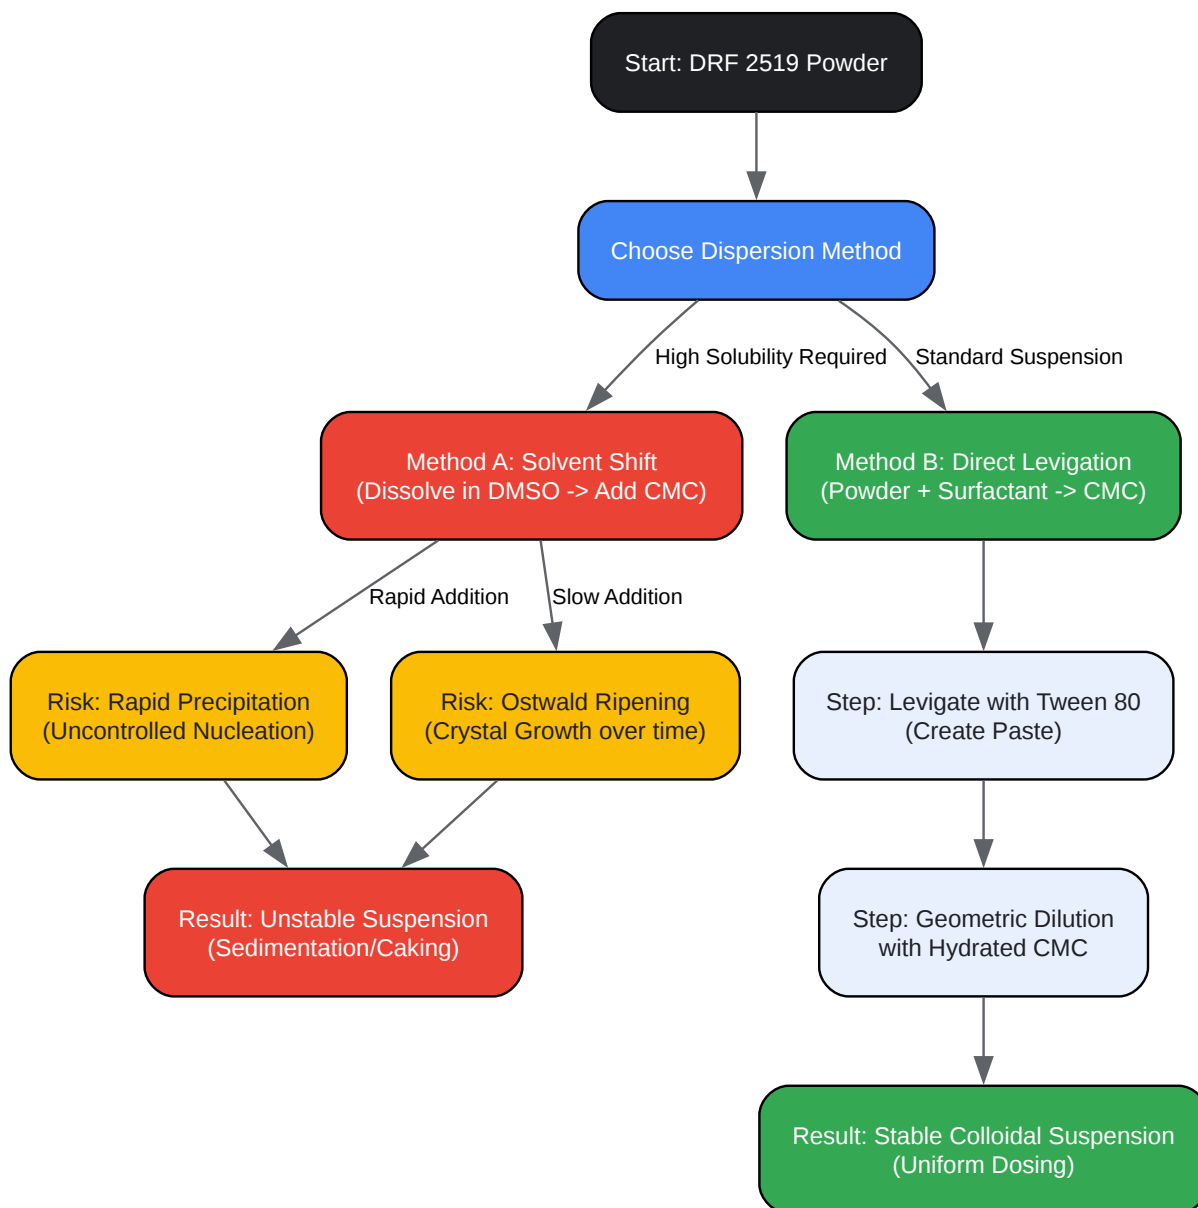 Start: DRF 2519 Powder
Choose Dispersion Method
High Solubility Required
Standard Suspension
Method A: Solvent Shift
(Dissolve in DMSO -> Add CMC)
Method B: Direct Levigation
(Powder + Surfactant -> CMC)
Rapid Addition
Slow Addition
Risk: Rapid Precipitation
(Uncontrolled Nucleation)
Risk: Ostwald Ripening
(Crystal Growth over time)
Step: Levigate with Tween 80
(Create Paste)
Result: Unstable Suspension
(Sedimentation/Caking)
Step: Geometric Dilution
with Hydrated CMC
Result: Stable Colloidal Suspension
(Uniform Dosing)